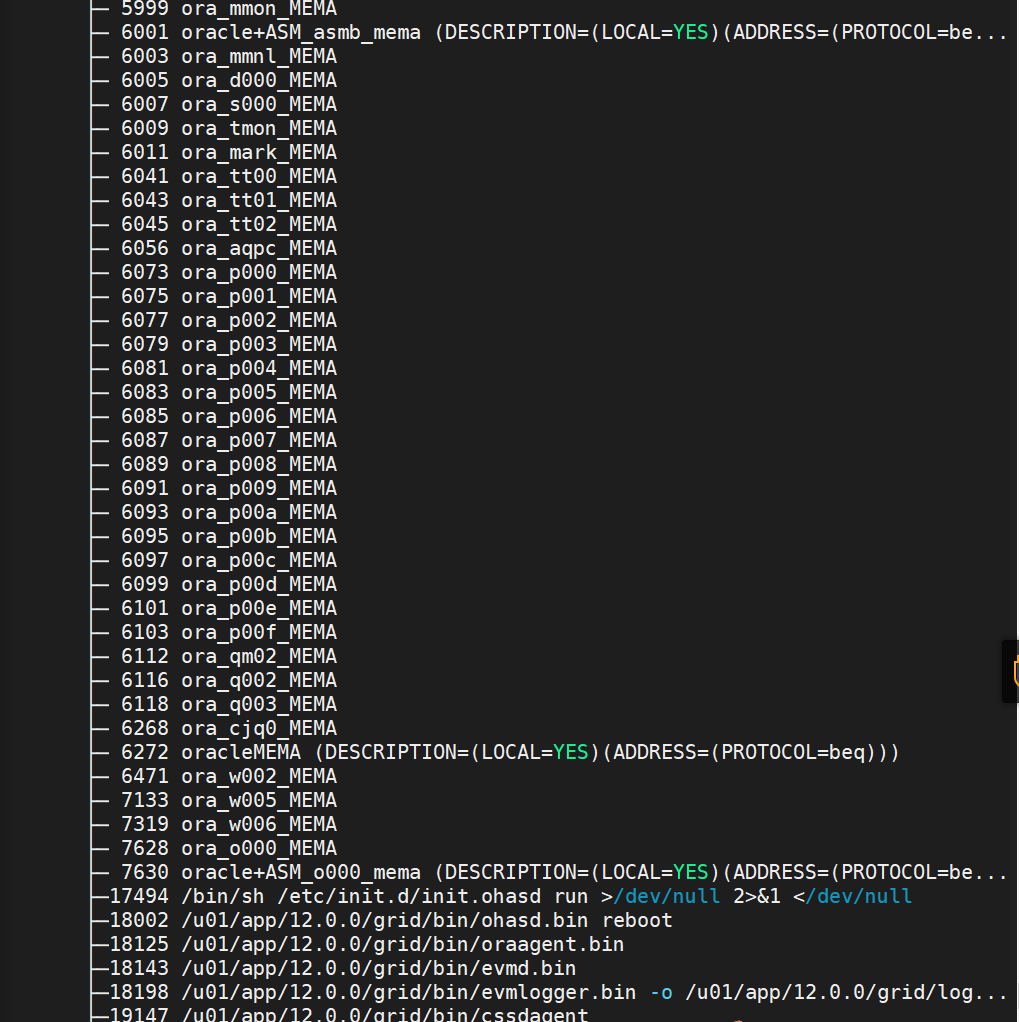 5999 ora_mmon_MEMA
6001 oracle+ASM_asmb_mema (DESCRIPTION=(LOCAL=YES)(ADDRESS=(PROTOCOL=be...
6003 ora_mmnl_MEMA
6005 ora_d000_MEMA
6007 ora_s000_MEMA
6009 ora_tmon_MEMA
6011 ora_mark_MEMA
6041 ora_tt00_MEMA
6043 ora_tt01_MEMA
6045 ora_tt02_MEMA
6056 ora_aqpc_MEMA
6073 ora_p000_MEMA
6075 ora_p001_MEMA
6077 ora_p002_MEMA
6079 ora_p003_MEMA
6081 ora_p004_MEMA
6083 ora_p005_MEMA
6085 ora_p006_MEMA
6087 ora_p007_MEMA
6089 ora_p008_MEMA
6091 ora_p009_MEMA
6093 ora_p00a_MEMA
6095 ora_p00b_MEMA
6097 ora_p00c_MEMA
6099 ora_p00d_MEMA
6101 ora_p00e_MEMA
6103 ora_p00f_MEMA
6112 ora_qm02_MEMA
6116 ora_q002_MEMA
6118 ora_q003_MEMA
6268 ora_cjq0_MEMA
6272 oracleMEMA (DESCRIPTION=(LOCAL=YES)(ADDRESS=(PROTOCOL=beq)))
6471 ora_w002_MEMA
7133 ora_w005_MEMA
7319 ora_w006_MEMA
7628 ora_o000_MEMA
7630 oracle+ASM_o000_mema (DESCRIPTION=(LOCAL=YES)(ADDRESS=(PROTOCOL=be...
17494 /bin/sh /etc/init.d/init.ohasd run >/dev/null 2>&1 </dev/null
18002 /u01/app/12.0.0/grid/bin/ohasd.bin reboot
18125 /u01/app/12.0.0/grid/bin/oraagent.bin
18143 /u01/app/12.0.0/grid/bin/evmd.bin
18198 /u01/app/12.0.0/grid/bin/evmlogger.bin -o /u01/app/12.0.0/grid/log...
19147 /u01/app/12.0.0/grid/bin/cssdagent